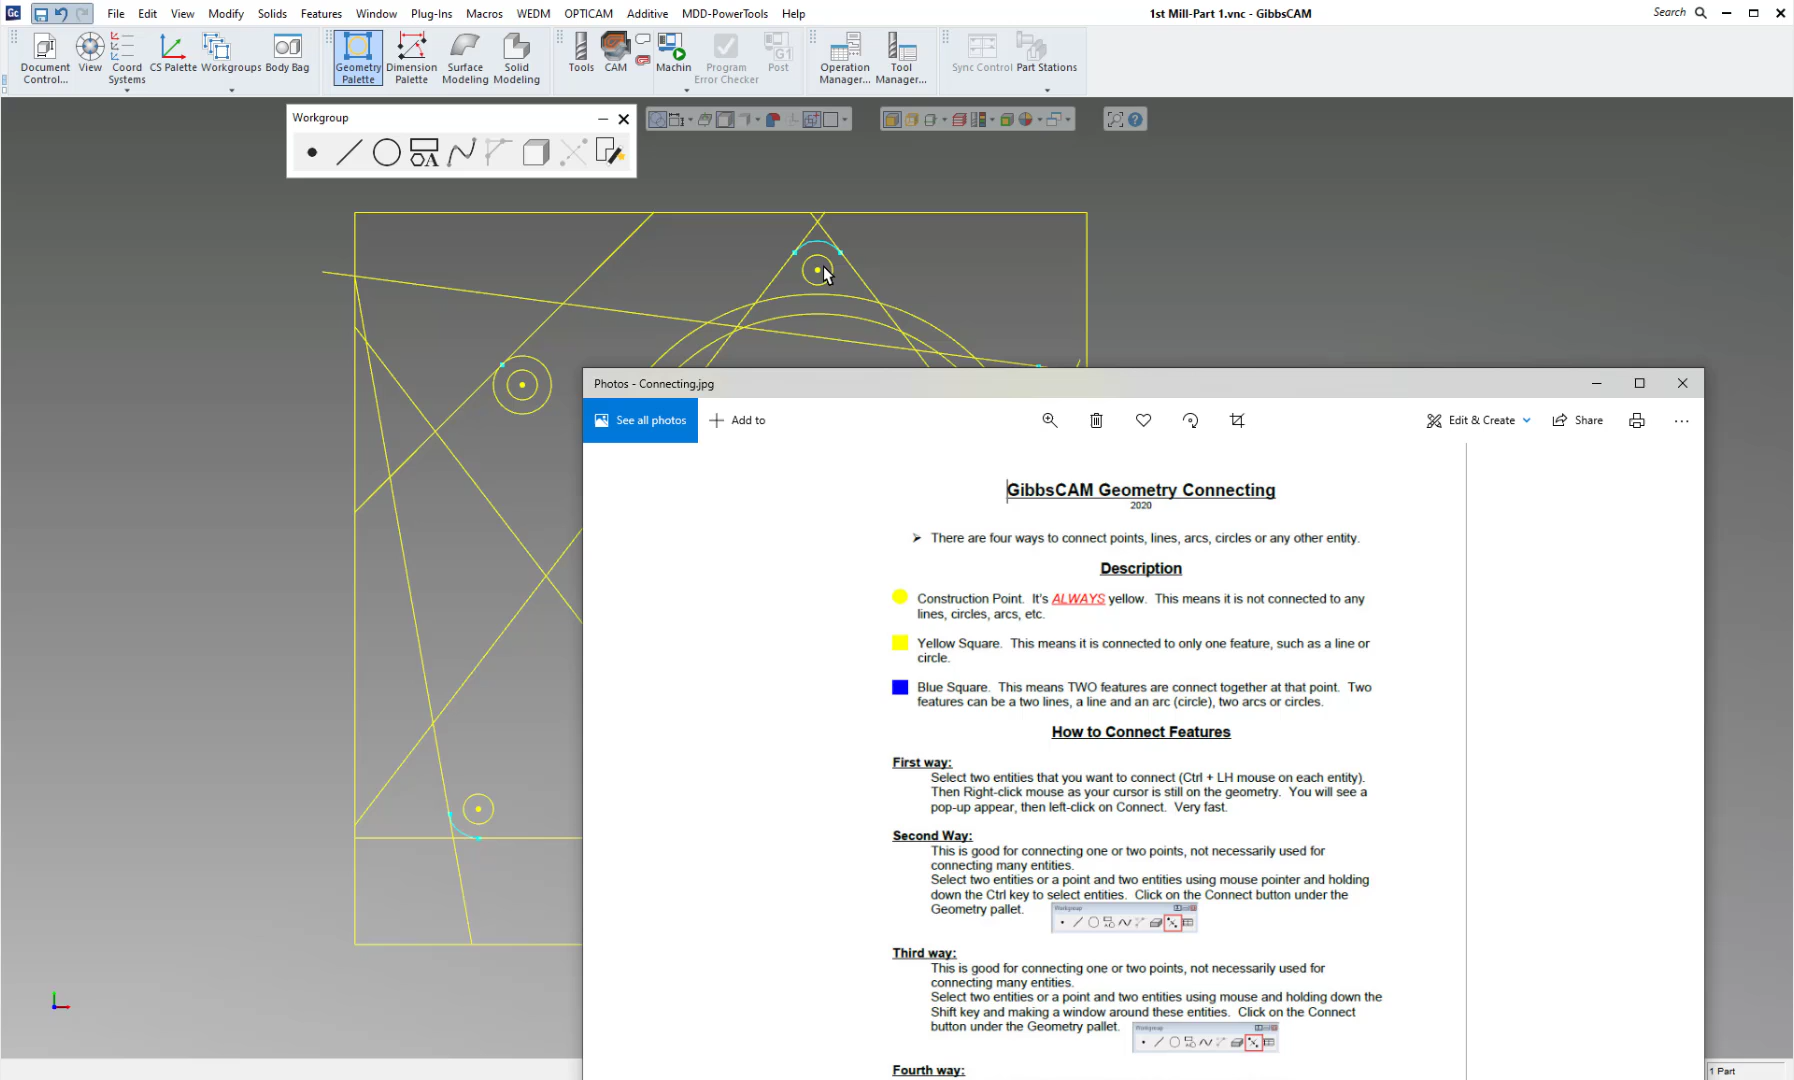 Gc
File Edit View Modify Solids Features Window Plug-Ins Macros WEDM OPTICAM Additive MDD-PowerTools Help
1st Mill-Part 1.vnc - GibbsCAM
Search
Document Control...
View
Coord Systems
CS Palette
Workgroups
Body Bag
Geometry Palette
Dimension Palette
Surface Modeling
Solid Modeling
Tools
CAM
Machin
Program Error Checker
G1
Post
Operation Manager...
Tool Manager...
Sync Control
Part Stations
Workgroup
Photos - Connecting.jpg
See all photos
Add to
Edit & Create
Share
GibbsCAM Geometry Connecting
2020
➢ There are four ways to connect points, lines, arcs, circles or any other entity.
Description
Construction Point. It's ALWAYS yellow. This means it is not connected to any
lines, circles, arcs, etc.
Yellow Square. This means it is connected to only one feature, such as a line or
circle.
Blue Square. This means TWO features are connect together at that point. Two
features can be a two lines, a line and an arc (circle), two arcs or circles.
How to Connect Features
First way:
Select two entities that you want to connect (Ctrl + LH mouse on each entity).
Then Right-click mouse as your cursor is still on the geometry. You will see a
pop-up appear, then left-click on Connect. Very fast.
Second Way:
This is good for connecting one or two points, not necessarily used for
connecting many entities.
Select two entities or a point and two entities using mouse pointer and holding
down the Ctrl key to select entities. Click on the Connect button under the
Geometry pallet.
Workgroup
Third way:
This is good for connecting one or two points, not necessarily used for
connecting many entities.
Select two entities or a point and two entities using mouse and holding down the
Shift key and making a window around these entities. Click on the Connect
button under the Geometry pallet.
Workgroup
Fourth way:
1 Part